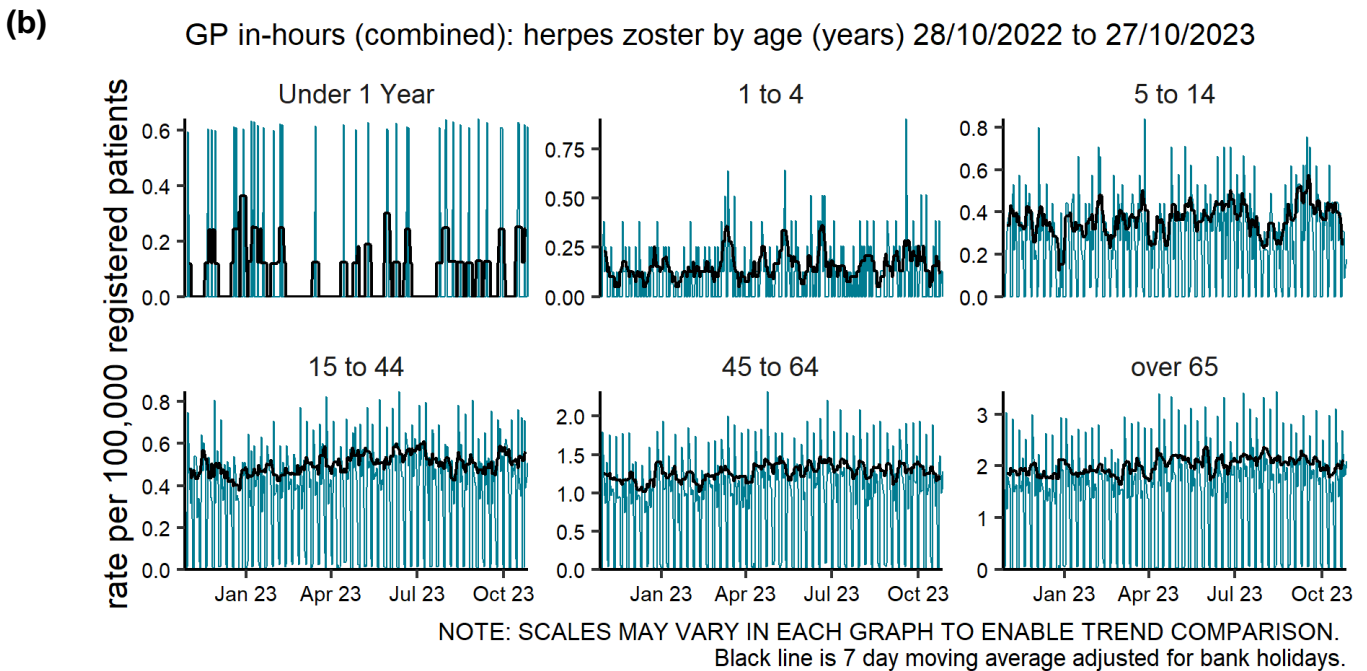 (b)
GP in-hours (combined): herpes zoster by age (years) 28/10/2022 to 27/10/2023
rate per 100,000 registered patients
Under 1 Year
0.6
0.4
0.2
0.0
1 to 4
0.75
0.50
0.25
0.00
5 to 14
0.8
0.6
0.4
0.2
0.0
15 to 44
0.8
0.6
0.4
0.2
0.0
Jan 23 Apr 23 Jul 23 Oct 23
45 to 64
2.0
1.5
1.0
0.5
0.0
Jan 23 Apr 23 Jul 23 Oct 23
over 65
3
2
1
0
Jan 23 Apr 23 Jul 23 Oct 23
NOTE: SCALES MAY VARY IN EACH GRAPH TO ENABLE TREND COMPARISON.
Black line is 7 day moving average adjusted for bank holidays.